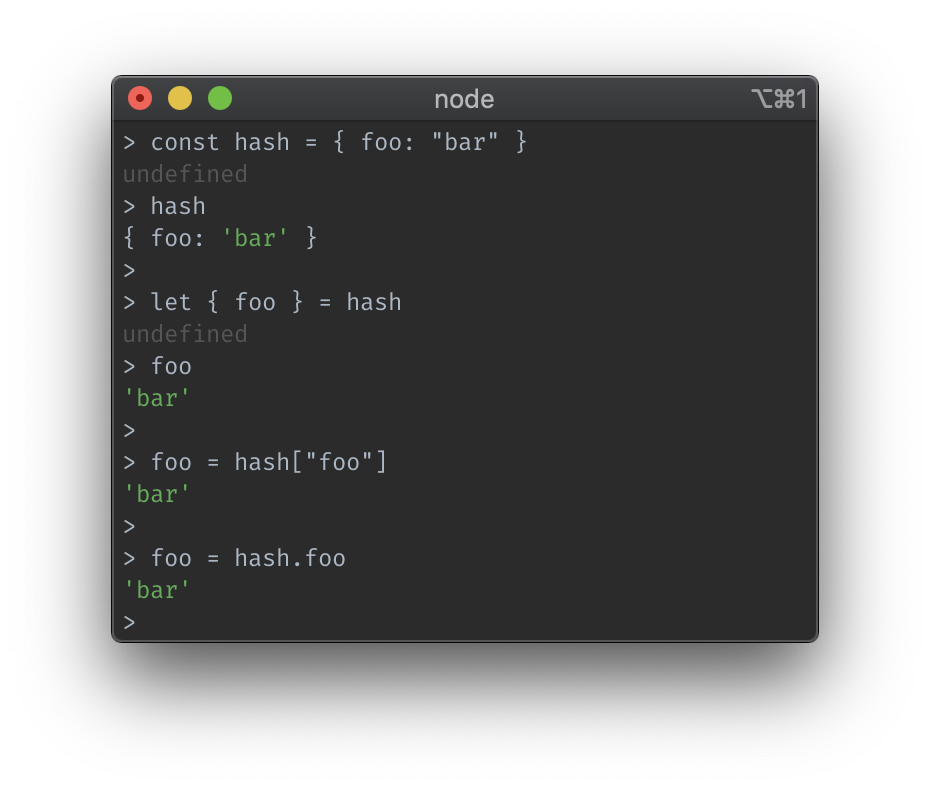 node ⌥⌘1
> const hash = { foo: "bar" }
undefined
> hash
{ foo: 'bar' }
>
> let { foo } = hash
undefined
> foo
'bar'
>
> foo = hash["foo"]
'bar'
>
> foo = hash.foo
'bar'
>